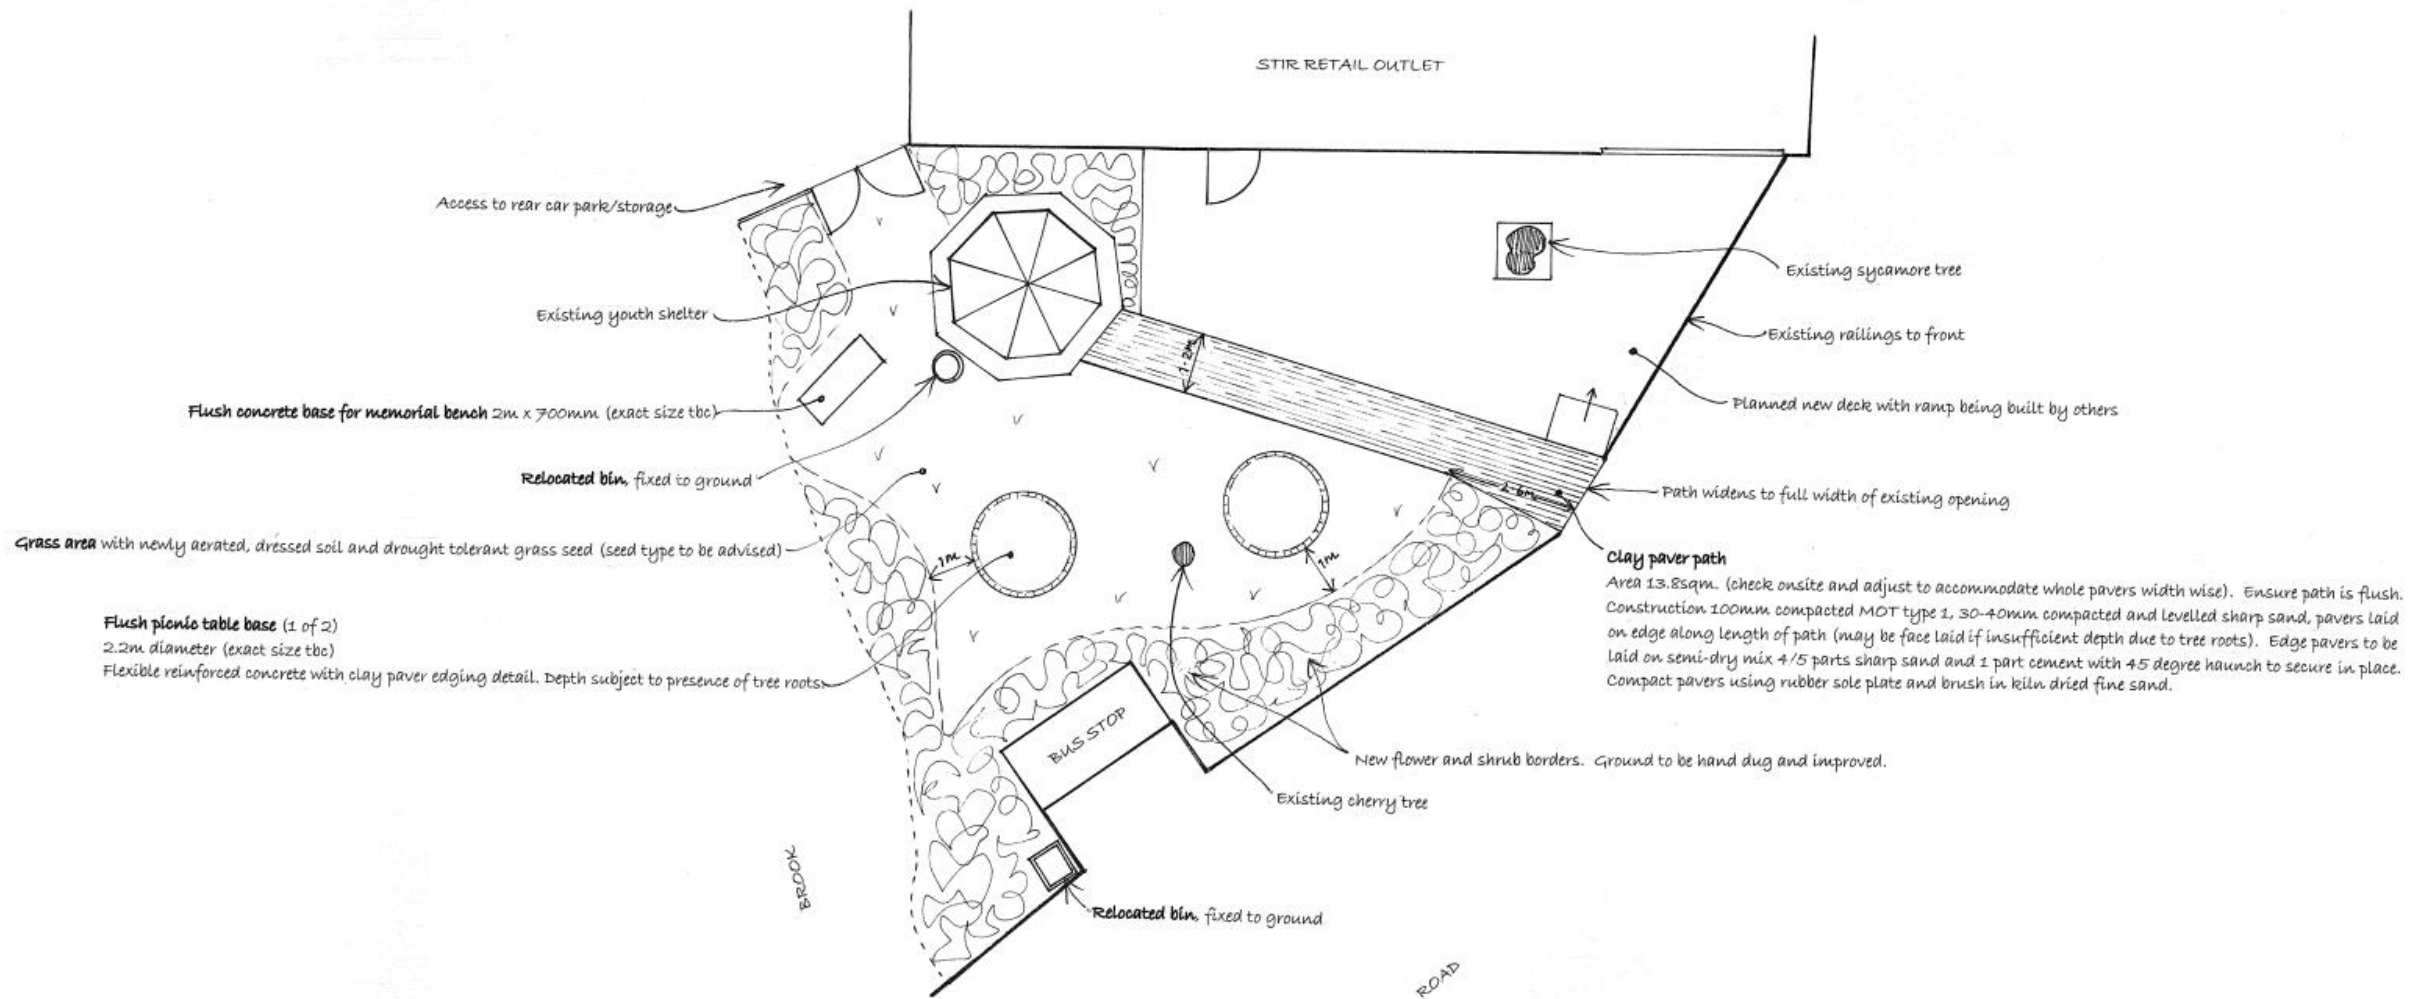 STIR RETAIL OUTLET
Access to rear car park/storage
Existing sycamore tree
Existing youth shelter
Existing railings to front
1.2m
Flush concrete base for memorial bench 2m x 700mm (exact size tbc)
Planned new deck with ramp being built by others
Relocated bin, fixed to ground
2.6m
Path widens to full width of existing opening
Grass area with newly aerated, dressed soil and drought tolerant grass seed (seed type to be advised)
1m
1m
Clay paver path
Area 13.8sqm. (check onsite and adjust to accommodate whole pavers width wise). Ensure path is flush.
Construction 100mm compacted MOT type 1, 30-40mm compacted and levelled sharp sand, pavers laid
on edge along length of path (may be face laid if insufficient depth due to tree roots). Edge pavers to be
laid on semi-dry mix 4/5 parts sharp sand and 1 part cement with 45 degree haunch to secure in place.
Compact pavers using rubber sole plate and brush in kiln dried fine sand.
Flush picnic table base (1 of 2)
2.2m diameter (exact size tbc)
Flexible reinforced concrete with clay paver edging detail. Depth subject to presence of tree roots
BUS STOP
New flower and shrub borders. Ground to be hand dug and improved.
Existing cherry tree
BROOK
Relocated bin, fixed to ground
ROAD